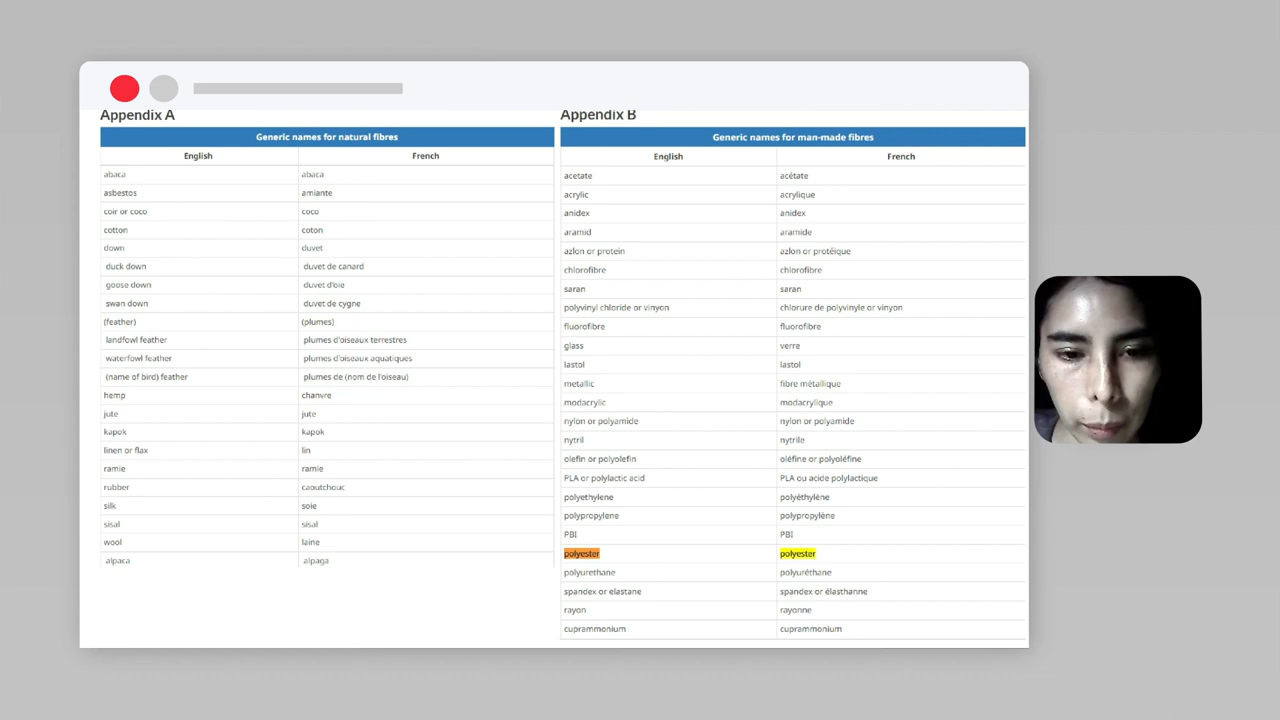 Appendix A
Generic names for natural fibres
English French
abaca abaca
asbestos amiante
coir or coco coco
cotton coton
down duvet
duck down duvet de canard
goose down duvet d'oie
swan down duvet de cygne
(feather) (plumes)
landfowl feather plumes d'oiseaux terrestres
waterfowl feather plumes d'oiseaux aquatiques
(name of bird) feather plumes de (nom de l'oiseau)
hemp chanvre
jute jute
kapok kapok
linen or flax lin
ramie ramie
rubber caoutchouc
silk soie
sisal sisal
wool laine
alpaca alpaga
Appendix B
Generic names for man-made fibres
English French
acetate acétate
acrylic acrylique
anidex anidex
aramid aramide
azlon or protein azlon or protéique
chlorofibre chlorofibre
saran saran
polyvinyl chloride or vinyon chlorure de polyvinyle or vinyon
fluorofibre fluorofibre
glass verre
lastol lastol
metallic fibre métallique
modacrylic modacrylique
nylon or polyamide nylon or polyamide
nytril nytrile
olefin or polyolefin oléfine or polyoléfine
PLA or polylactic acid PLA ou acide polylactique
polyethylene polyéthylène
polypropylene polypropylène
PBI PBI
polyester polyester
polyurethane polyuréthane
spandex or elastane spandex or élasthanne
rayon rayonne
cuprammonium cuprammonium